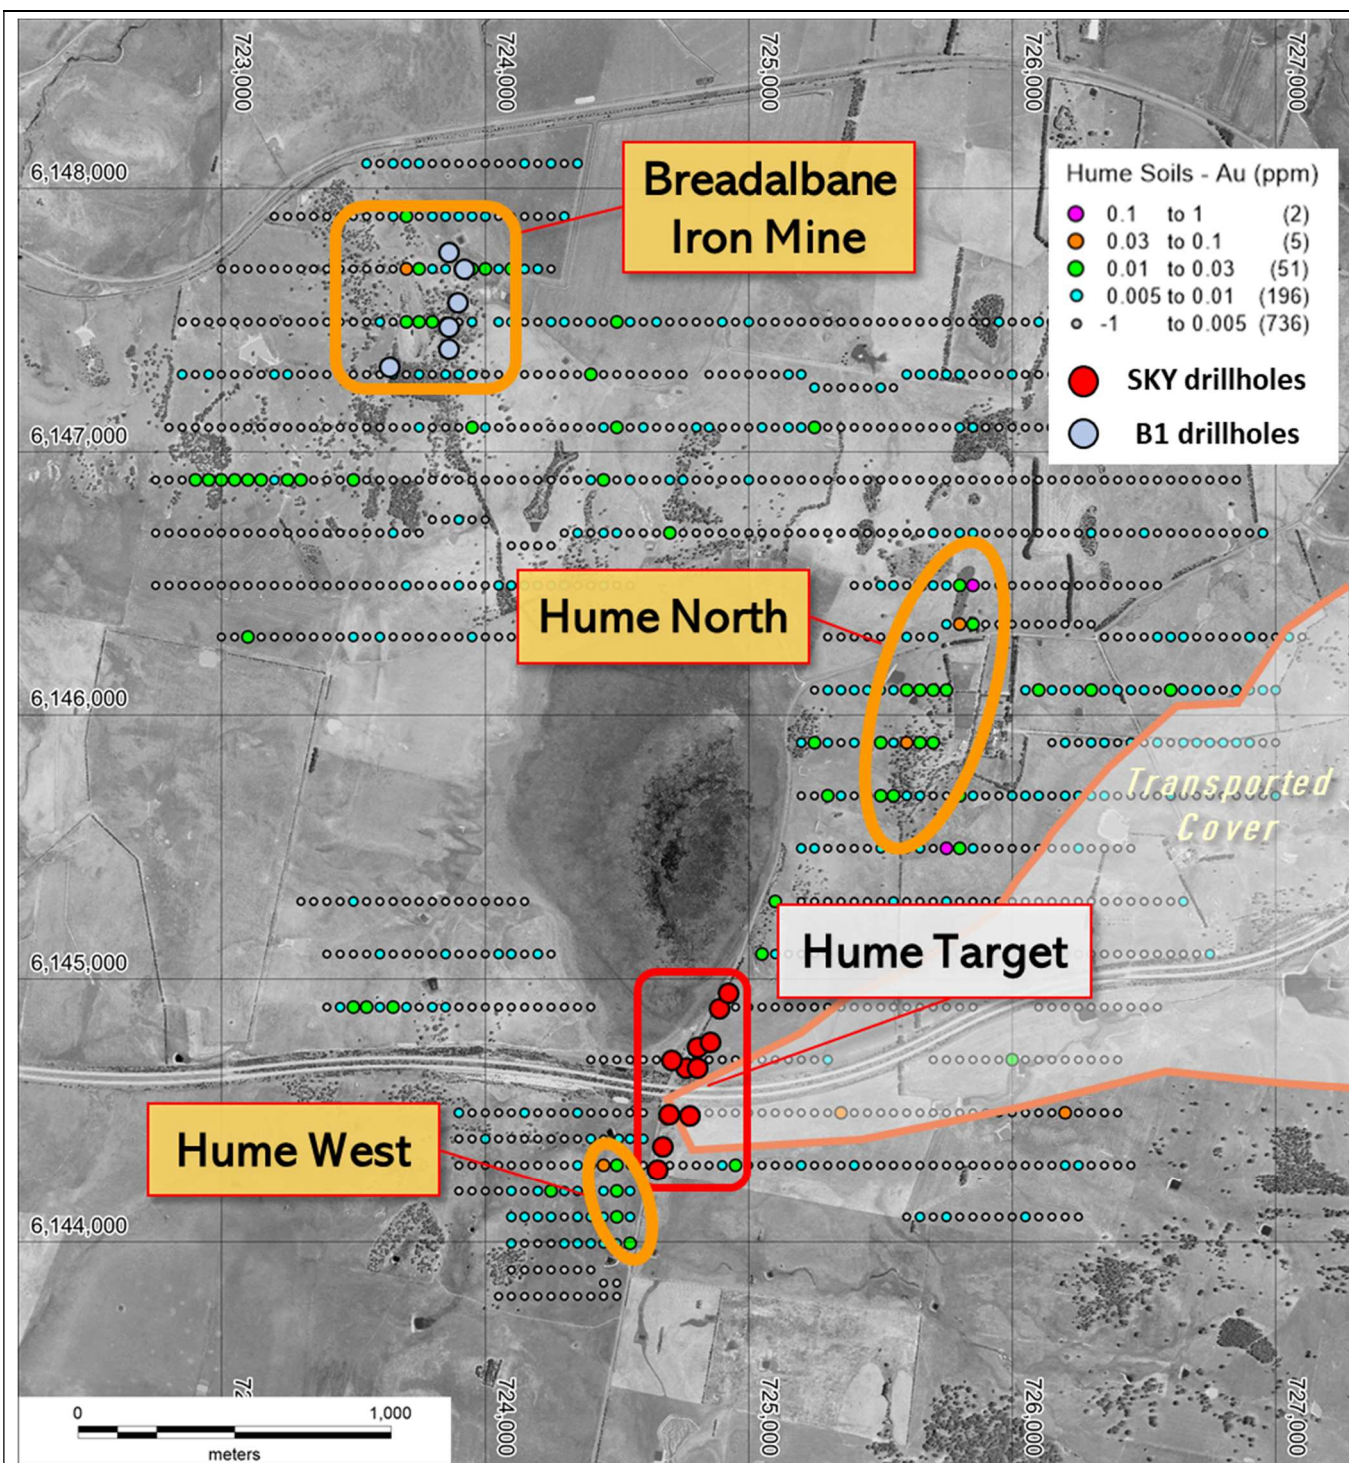 723,000
724,000
725,000
726,000
727,000
6,148,000
Breadalbane
Iron Mine
Hume Soils - Au (ppm)
0.1 to 1 (2)
0.03 to 0.1 (5)
0.01 to 0.03 (51)
0.005 to 0.01 (196)
-1 to 0.005 (736)
SKY drillholes
B1 drillholes
6,147,000
Hume North
6,146,000
Transported
Cover
Hume Target
6,145,000
Hume West
6,144,000
72
724,000
725,000
726,000
727,000
0 1,000
meters